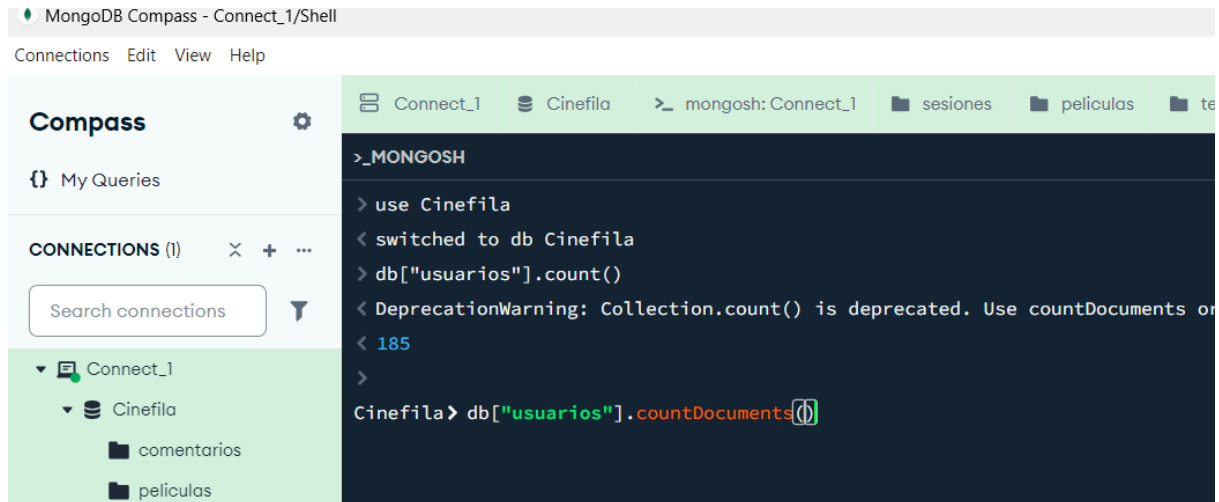 MongoDB Compass - Connect_1/Shell
Connections Edit View Help
Compass
{} My Queries
CONNECTIONS (1)
Search connections
Connect_1
Cinefila
comentarios
peliculas
Connect_1 Cinefila >_ mongosh: Connect_1 sesiones peliculas te
>_MONGOSH
> use Cinefila
< switched to db Cinefila
> db["usuarios"].count()
< DeprecationWarning: Collection.count() is deprecated. Use countDocuments or
< 185
>
Cinefila> db["usuarios"].countDocuments()